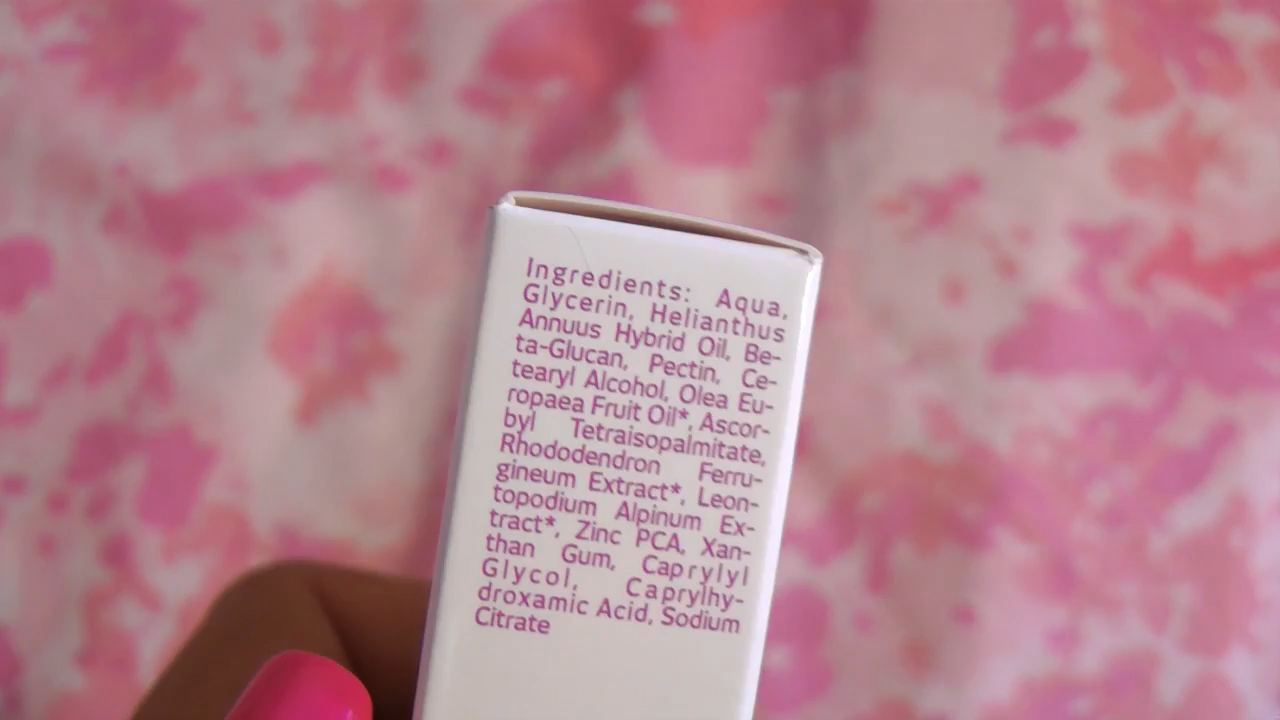 Ingredients: Aqua,
Glycerin, Helianthus
Annuus Hybrid Oil, Be-
ta-Glucan, Pectin, Ce-
tearyl Alcohol, Olea Eu-
ropaea Fruit Oil*, Ascor-
byl Tetraisopalmitate,
Rhododendron Ferru-
gineum Extract*, Leon-
topodium Alpinum Ex-
tract*, Zinc PCA, Xan-
than Gum, Caprylyl
Glycol, Caprylhy-
droxamic Acid, Sodium
Citrate